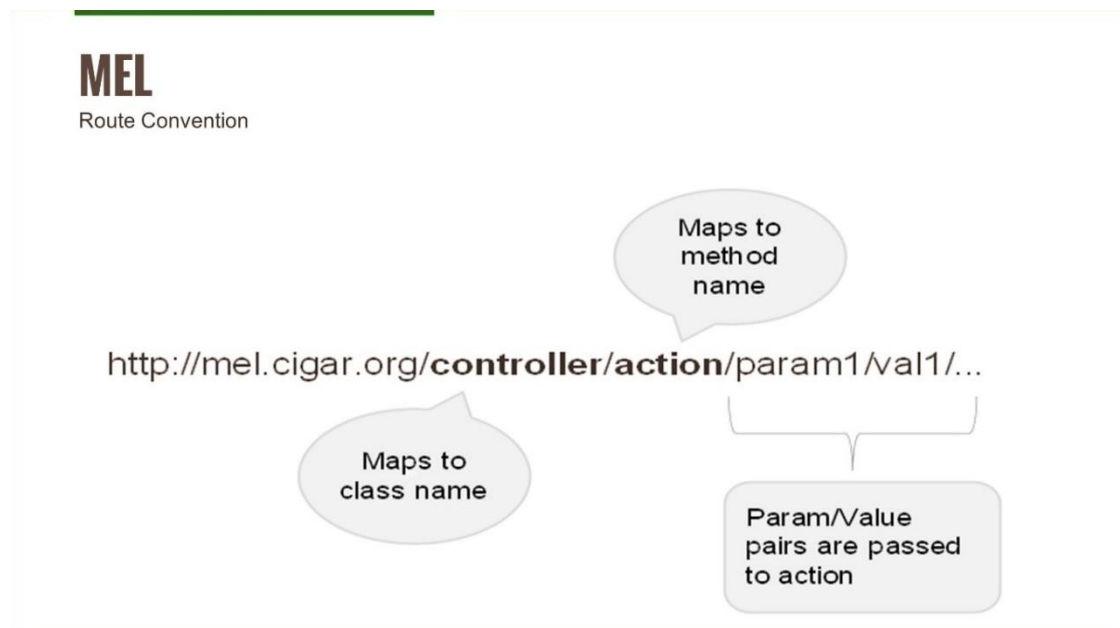 MEL
Route Convention
Maps to
method
name
http://mel.cigar.org/controller/action/param1/val1/...
Maps to
class name
Param/Value
pairs are passed
to action